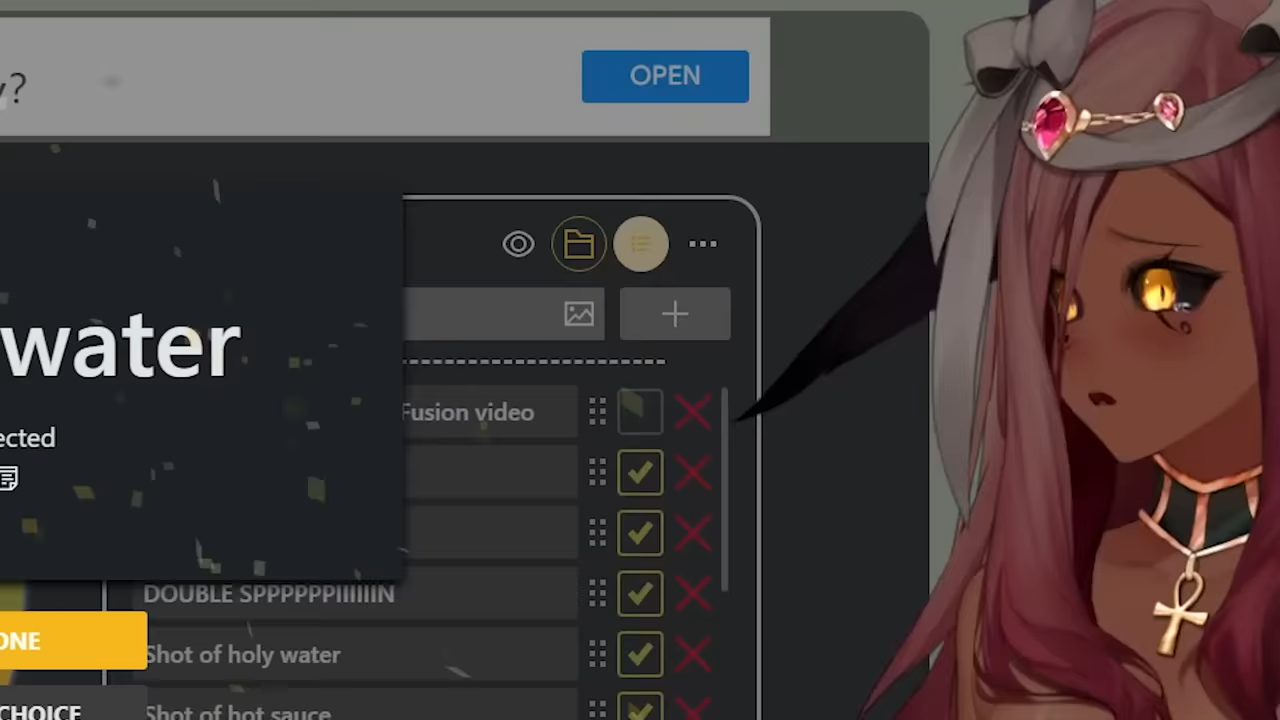 y?
OPEN
water
Fusion video
ected
DOUBLE SPPPPPPIIIIIIN
ONE
Shot of holy water
CHOICE
Shot of hot sauce